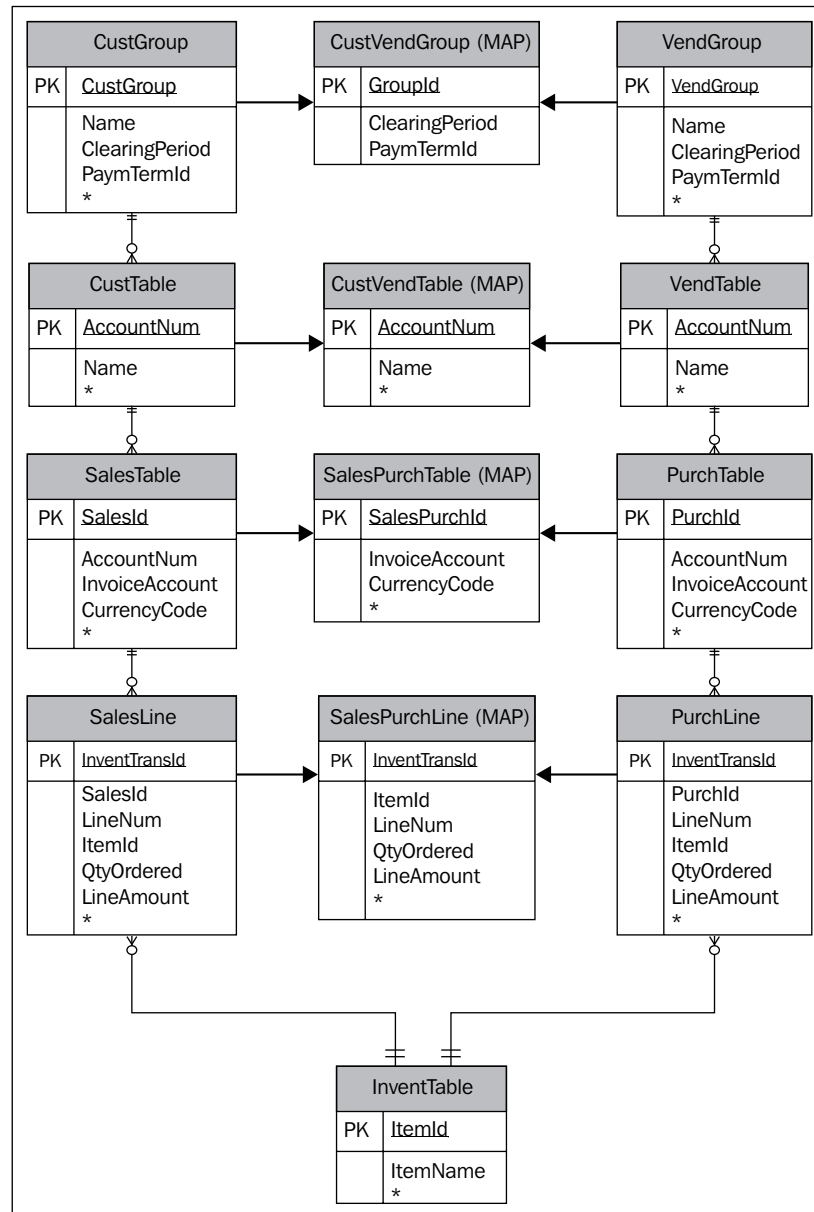 CustGroup
PK CustGroup
Name
ClearingPeriod
PaymTermId
*
CustVendGroup (MAP)
PK GroupId
ClearingPeriod
PaymTermId
VendGroup
PK VendGroup
Name
ClearingPeriod
PaymTermId
*
CustTable
PK AccountNum
Name
*
CustVendTable (MAP)
PK AccountNum
Name
*
VendTable
PK AccountNum
Name
*
SalesTable
PK SalesId
AccountNum
InvoiceAccount
CurrencyCode
*
SalesPurchTable (MAP)
PK SalesPurchId
InvoiceAccount
CurrencyCode
*
PurchTable
PK PurchId
AccountNum
InvoiceAccount
CurrencyCode
*
SalesLine
PK InventTransId
SalesId
LineNum
ItemId
QtyOrdered
LineAmount
*
SalesPurchLine (MAP)
PK InventTransId
ItemId
LineNum
QtyOrdered
LineAmount
*
PurchLine
PK InventTransId
PurchId
LineNum
ItemId
QtyOrdered
LineAmount
*
InventTable
PK ItemId
ItemName
*